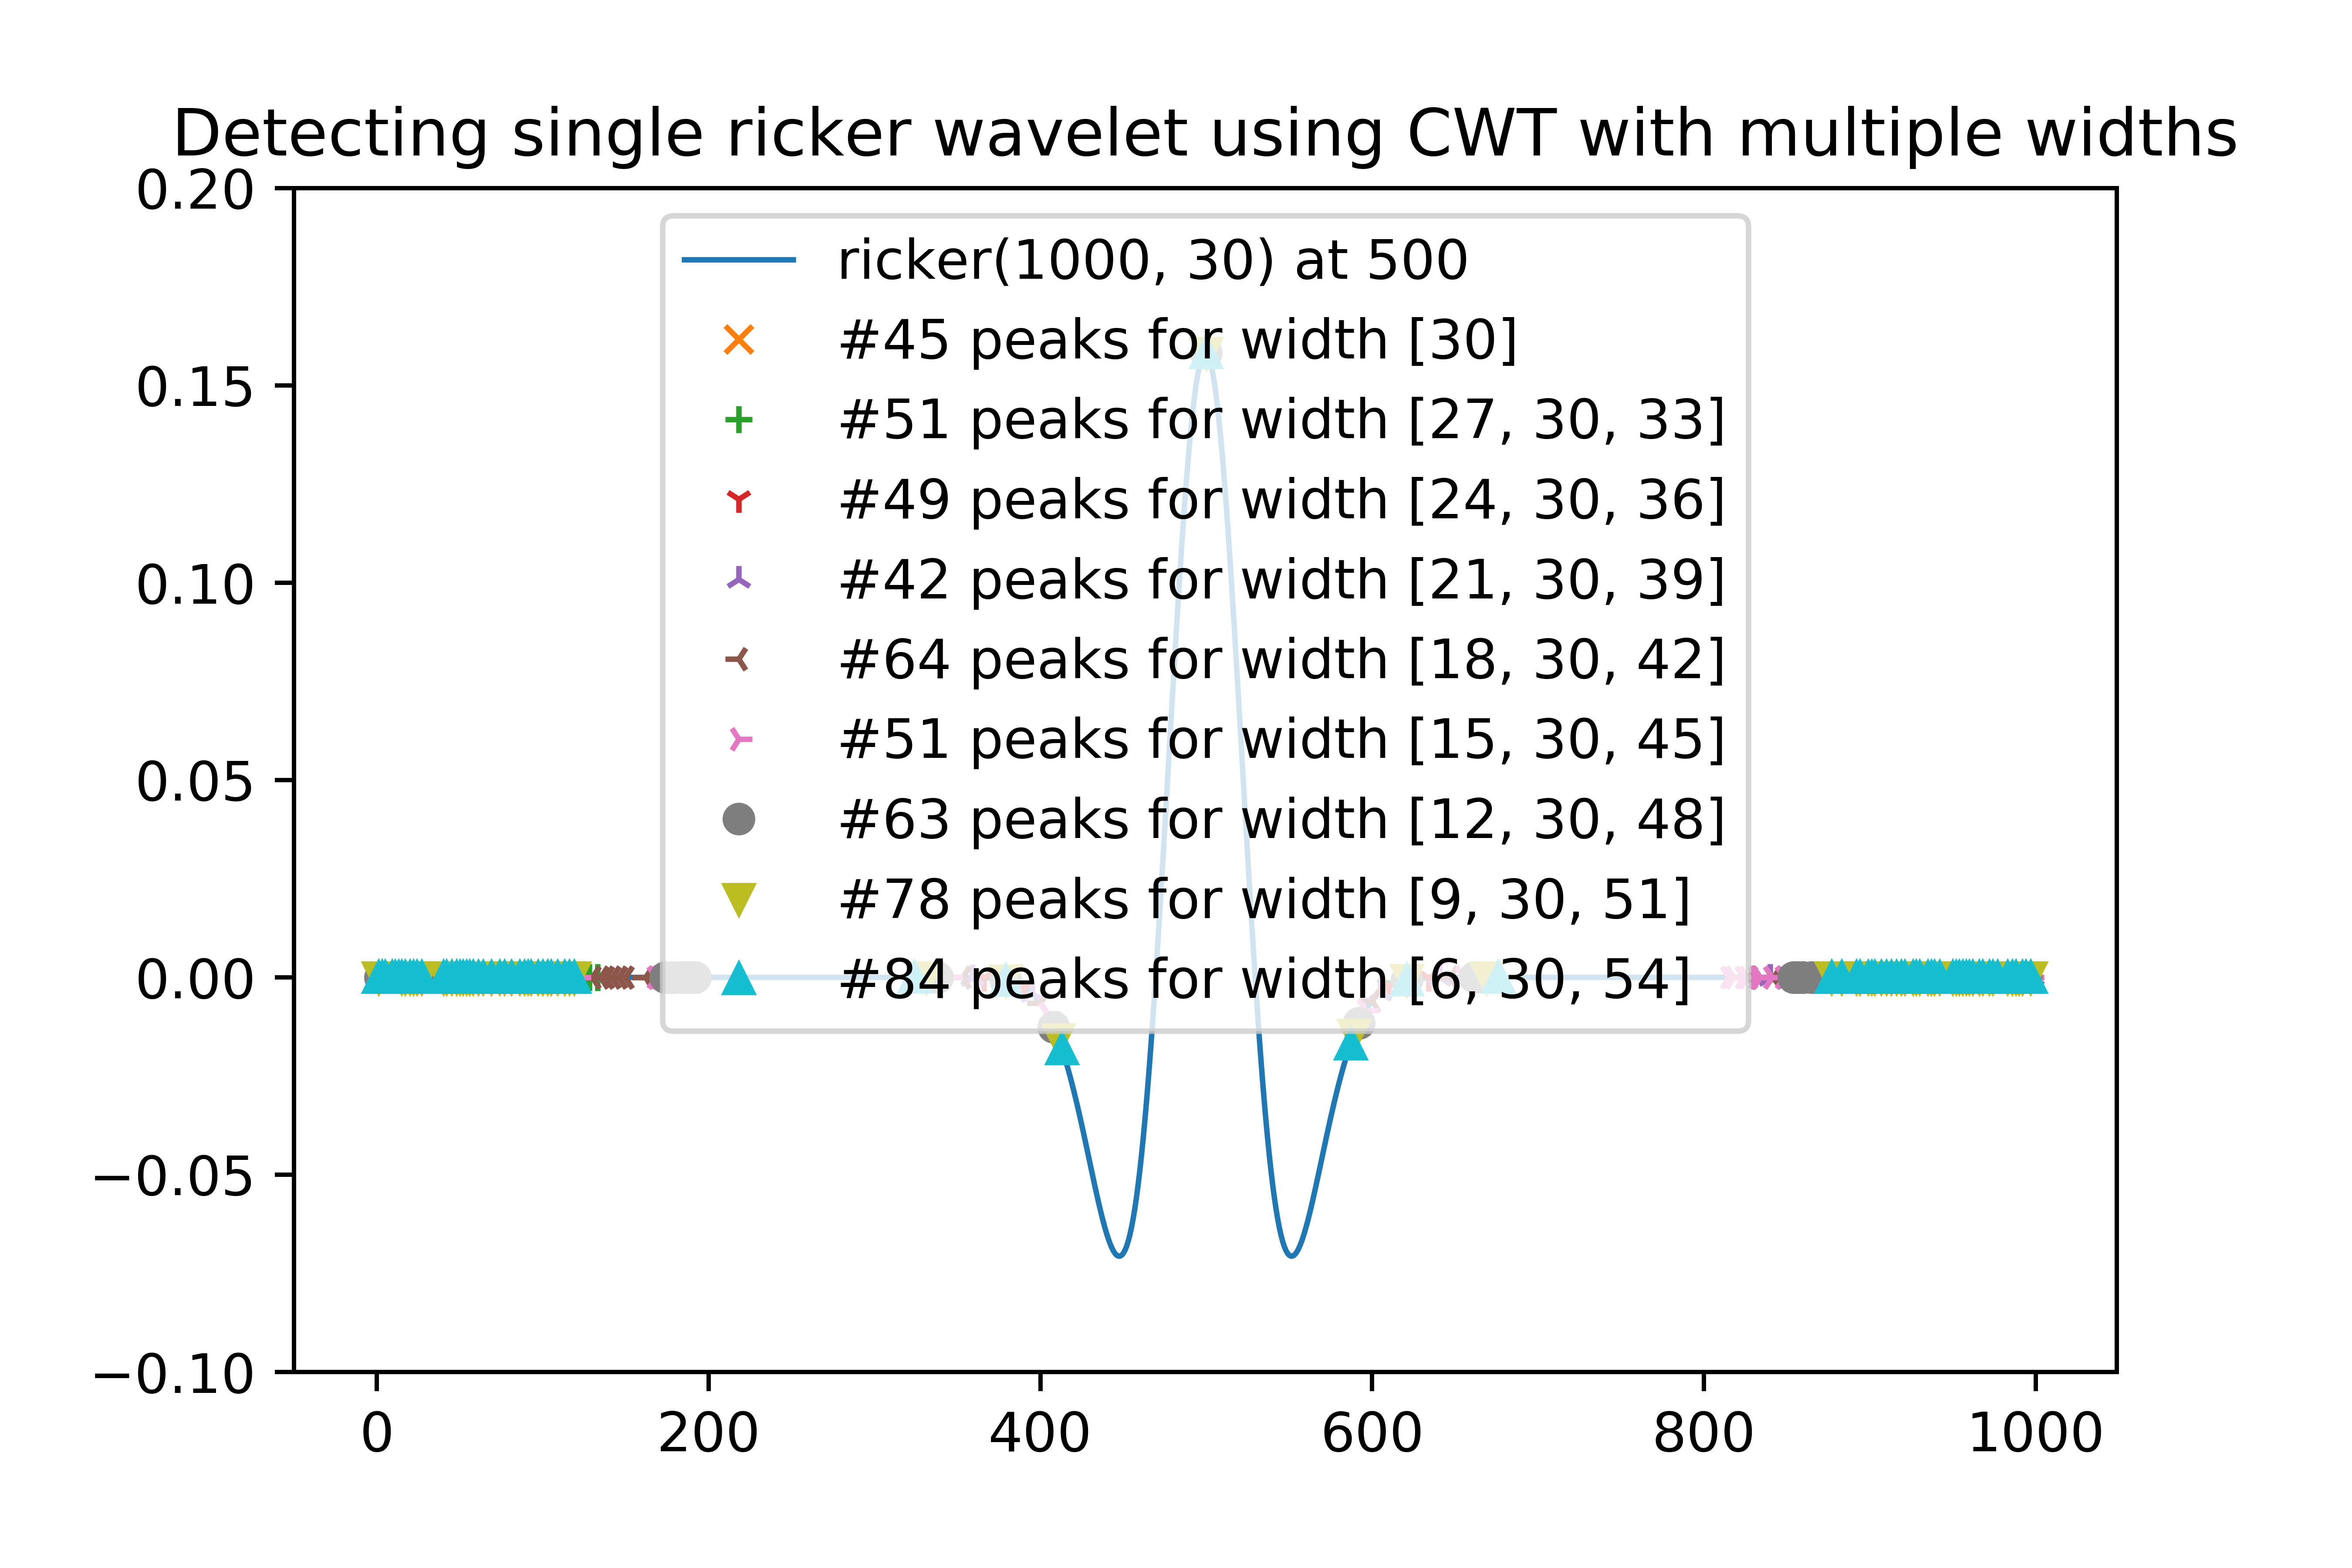 Detecting single ricker wavelet using CWT with multiple widths
0.20
0.15
0.10
0.05
0.00
−0.05
−0.10
ricker(1000, 30) at 500
#45 peaks for width [30]
#51 peaks for width [27, 30, 33]
#49 peaks for width [24, 30, 36]
#42 peaks for width [21, 30, 39]
#64 peaks for width [18, 30, 42]
#51 peaks for width [15, 30, 45]
#63 peaks for width [12, 30, 48]
#78 peaks for width [9, 30, 51]
#84 peaks for width [6, 30, 54]
0 200 400 600 800 1000